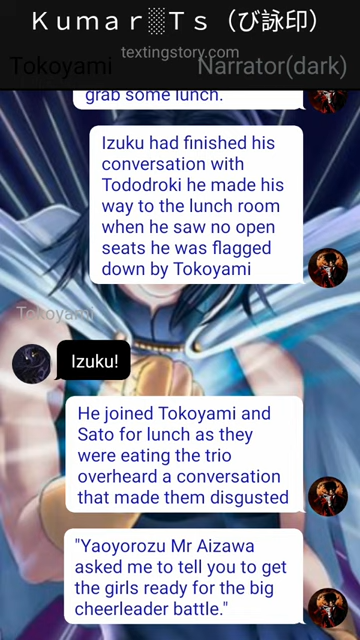 Kumar░Ts（び詠印）
textingstory.com
Tokoyami
Narrator(dark)
grab some lunch.
Izuku had finished his
conversation with
Tododroki he made his
way to the lunch room
when he saw no open
seats he was flagged
down by Tokoyami
Tokoyami
Izuku!
He joined Tokoyami and
Sato for lunch as they
were eating the trio
overheard a conversation
that made them disgusted
"Yaoyorozu Mr Aizawa
asked me to tell you to get
the girls ready for the big
cheerleader battle."